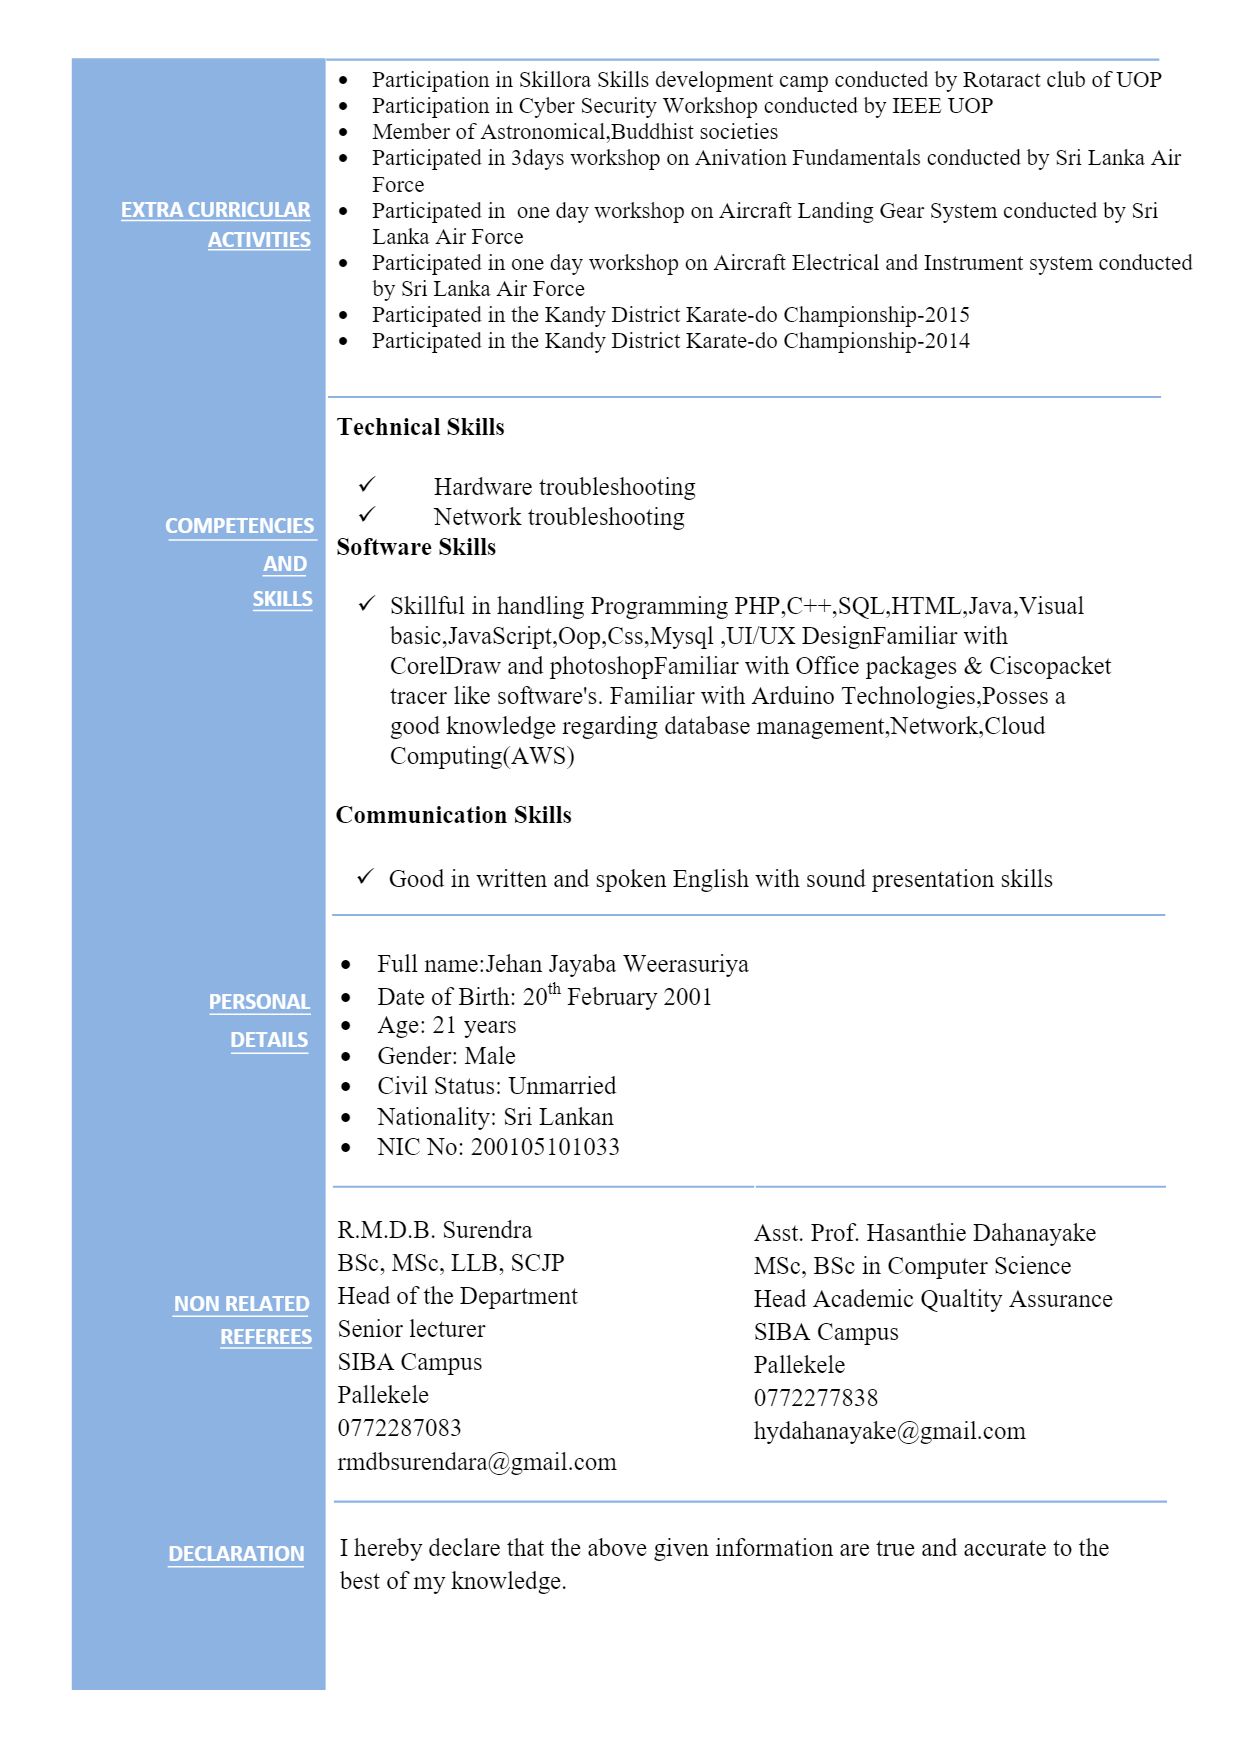 EXTRA CURRICULAR
ACTIVITIES
• Participation in Skillora Skills development camp conducted by Rotaract club of UOP
• Participation in Cyber Security Workshop conducted by IEEE UOP
• Member of Astronomical,Buddhist societies
• Participated in 3days workshop on Anivation Fundamentals conducted by Sri Lanka Air
Force
• Participated in one day workshop on Aircraft Landing Gear System conducted by Sri
Lanka Air Force
• Participated in one day workshop on Aircraft Electrical and Instrument system conducted
by Sri Lanka Air Force
• Participated in the Kandy District Karate-do Championship-2015
• Participated in the Kandy District Karate-do Championship-2014
COMPETENCIES
AND
SKILLS
Technical Skills
✓ Hardware troubleshooting
✓ Network troubleshooting
Software Skills
✓ Skillful in handling Programming PHP,C++,SQL,HTML,Java,Visual
basic,JavaScript,Oop,Css,Mysql ,UI/UX DesignFamiliar with
CorelDraw and photoshopFamiliar with Office packages & Ciscopacket
tracer like software's. Familiar with Arduino Technologies,Posses a
good knowledge regarding database management,Network,Cloud
Computing(AWS)
Communication Skills
✓ Good in written and spoken English with sound presentation skills
PERSONAL
DETAILS
• Full name:Jehan Jayaba Weerasuriya
• Date of Birth: 20th February 2001
• Age: 21 years
• Gender: Male
• Civil Status: Unmarried
• Nationality: Sri Lankan
• NIC No: 200105101033
NON RELATED
REFEREES
R.M.D.B. Surendra
BSc, MSc, LLB, SCJP
Head of the Department
Senior lecturer
SIBA Campus
Pallekele
0772287083
rmdbsurendara@gmail.com
Asst. Prof. Hasanthie Dahanayake
MSc, BSc in Computer Science
Head Academic Qualtity Assurance
SIBA Campus
Pallekele
0772277838
hydahanayake@gmail.com
DECLARATION
I hereby declare that the above given information are true and accurate to the
best of my knowledge.